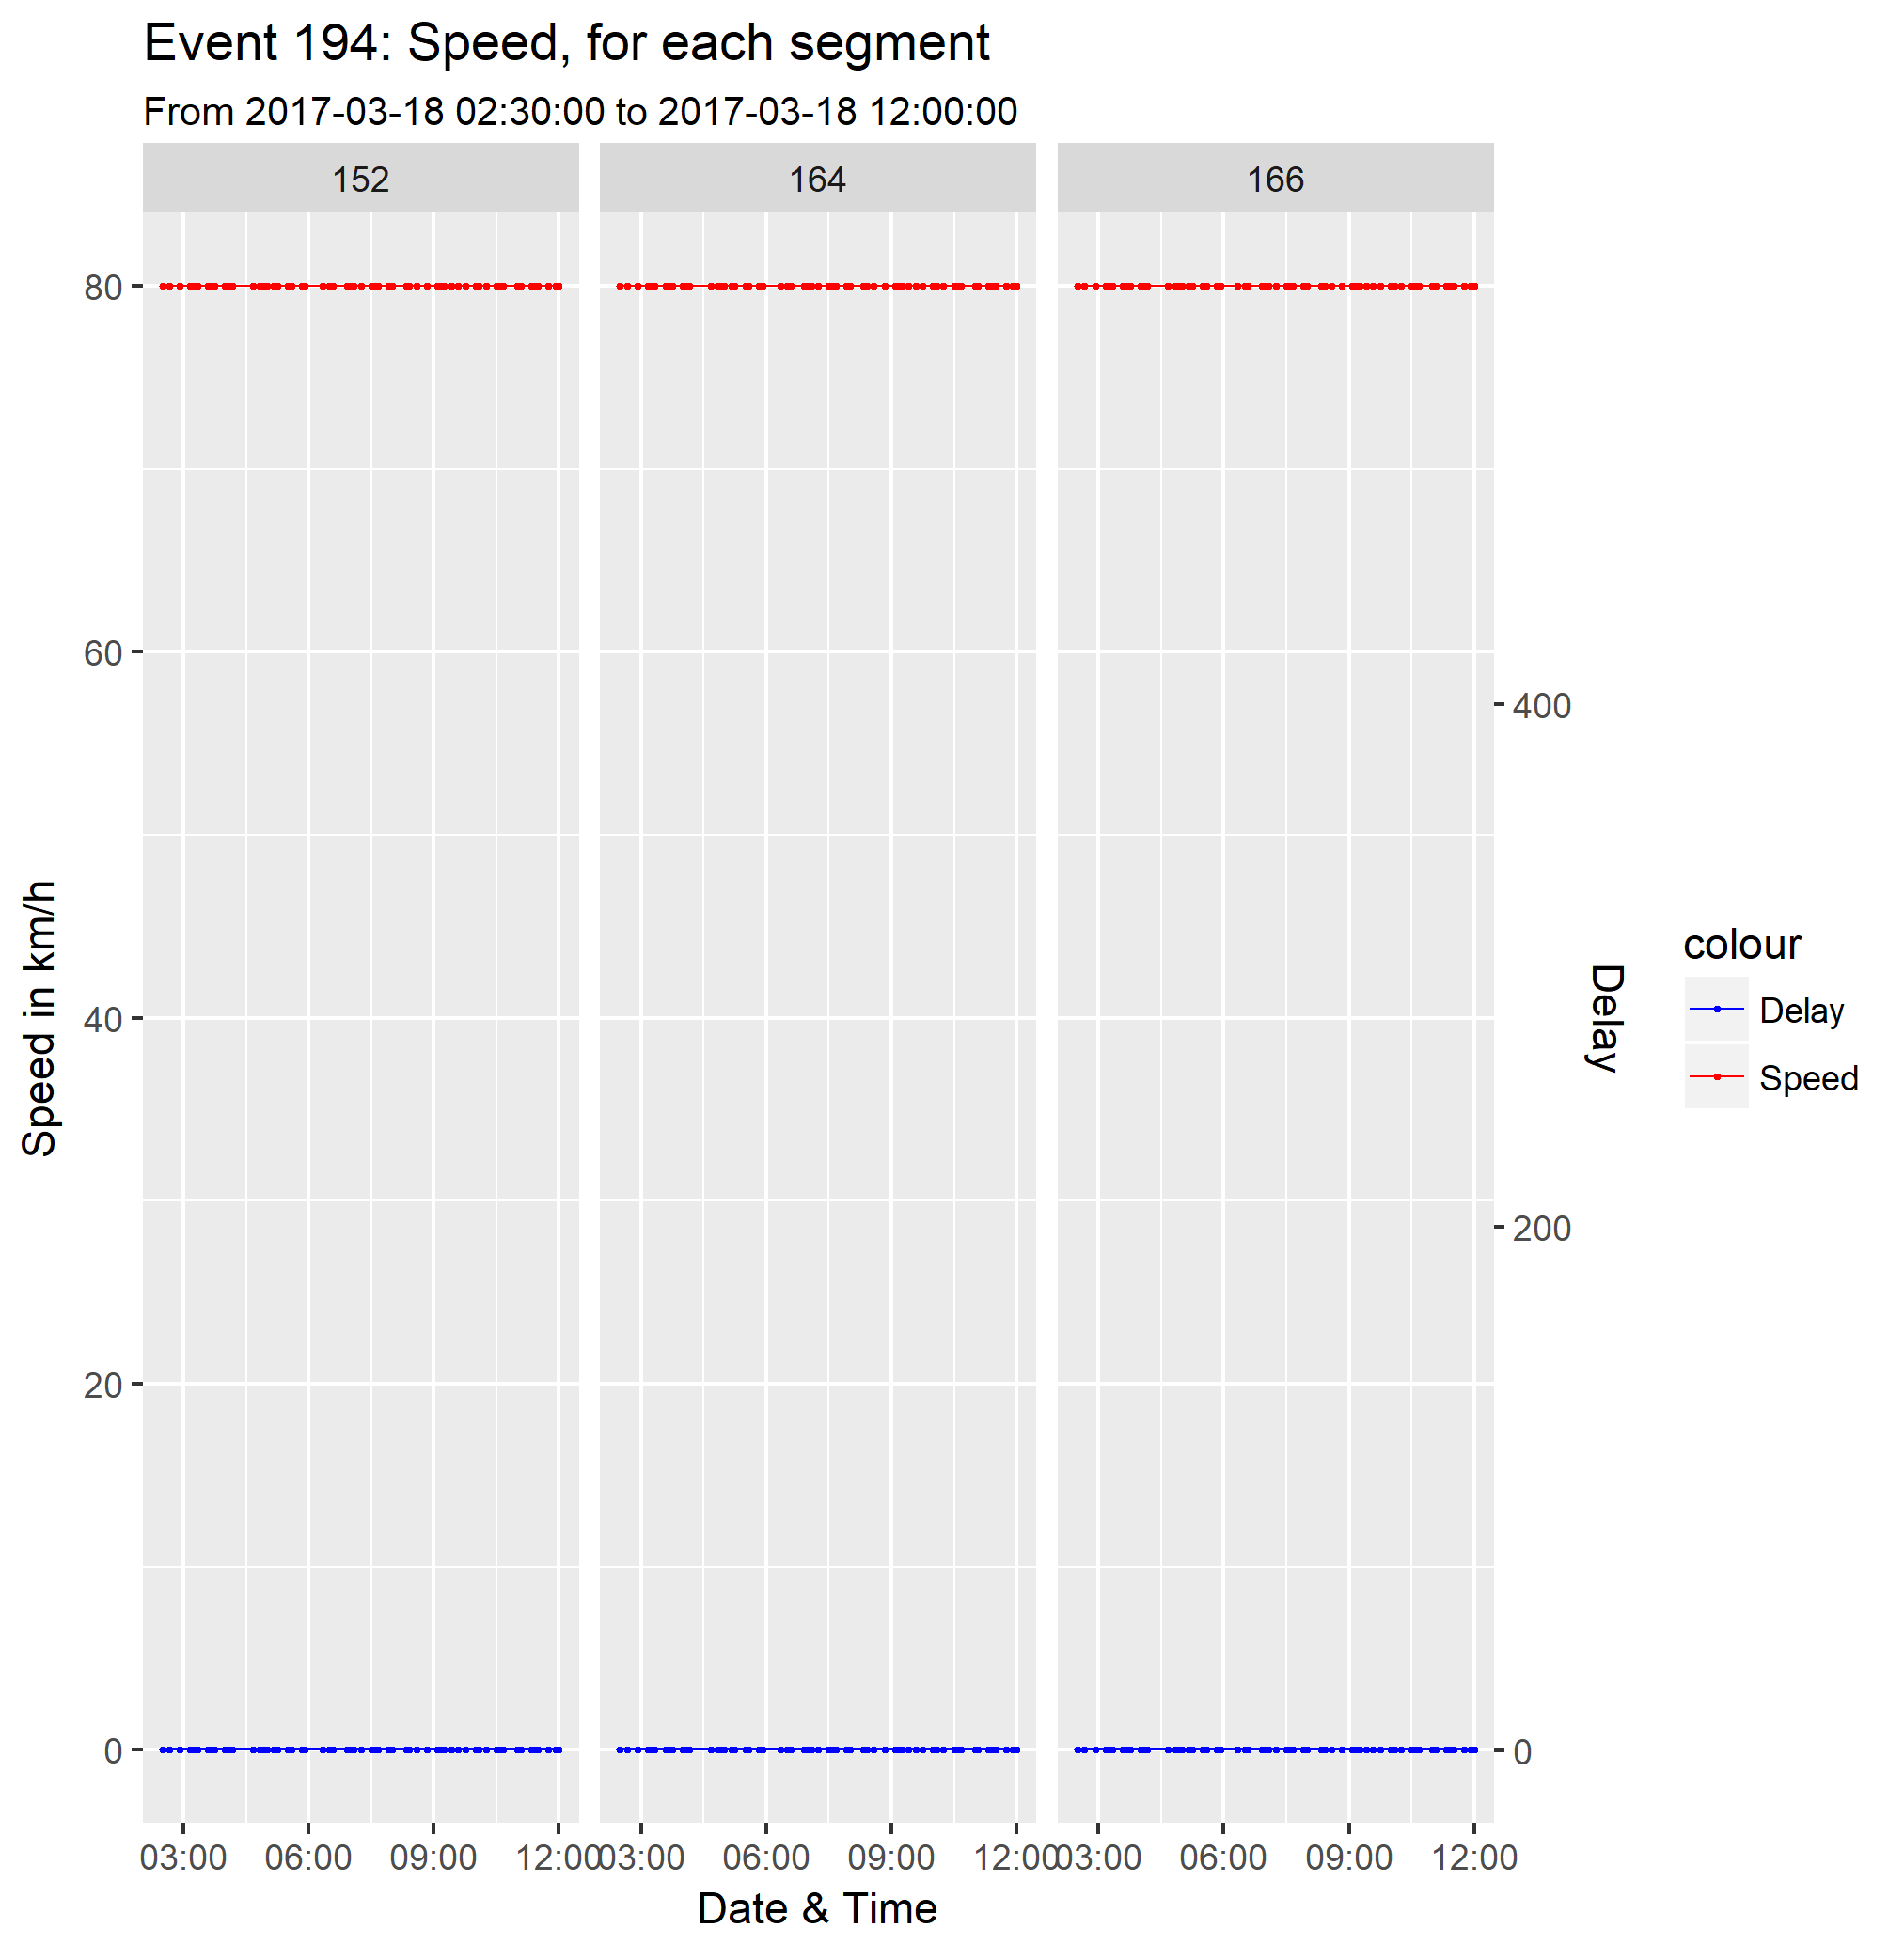 Event 194: Speed, for each segment
From 2017-03-18 02:30:00 to 2017-03-18 12:00:00
152 164 166
80
60
40
20
0
Speed in km/h
400
200
0
Delay
colour
Delay
Speed
03:00 06:00 09:00 12:00 03:00 06:00 09:00 12:00 03:00 06:00 09:00 12:00
Date & Time